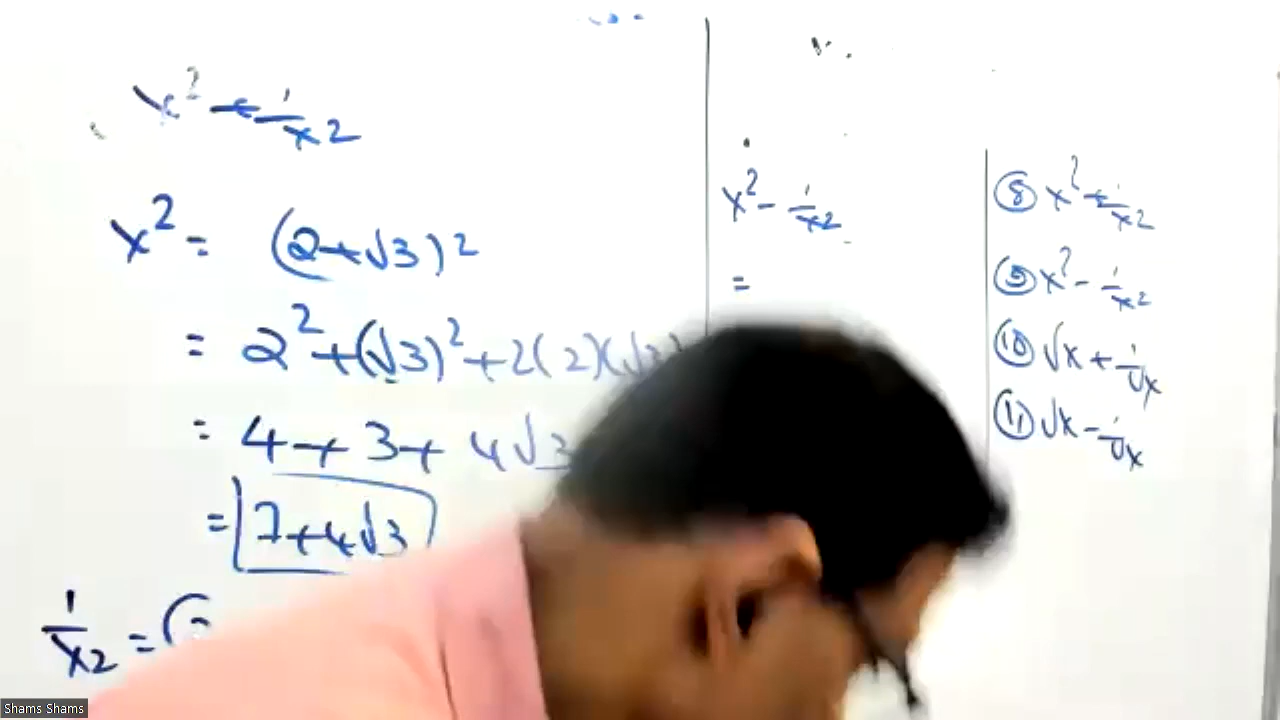 x² + 1/x²
x² = (2+√3)²
= 2² + (√3)² + 2(2)(√3)
= 4 + 3 + 4√3
= 7+4√3
1/x² = (2
x² - 1/x²
=
⑧ x² + 1/x²
⑨ x² - 1/x²
⑩ √x + 1/√x
⑪ √x - 1/√x
Shams Shams